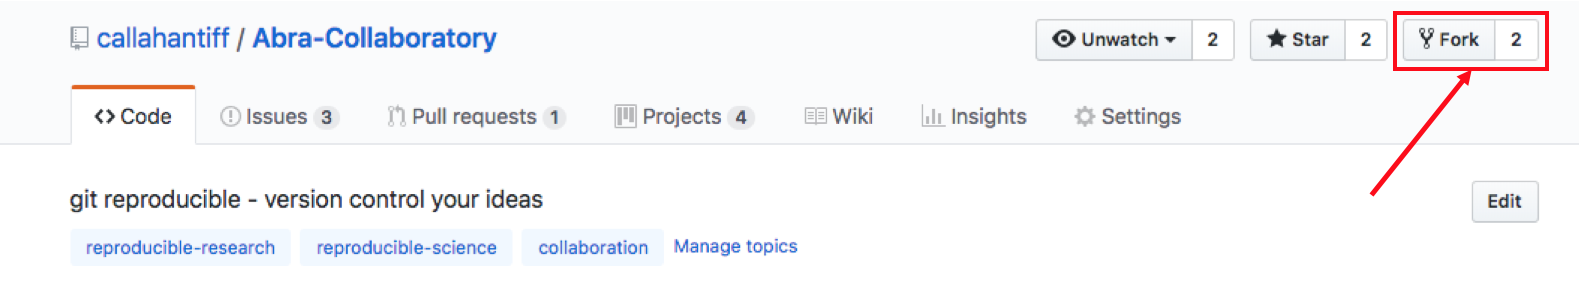 callahantiff / Abra-Collaboratory Unwatch 2 Star 2 Fork 2
<> Code Issues 3 Pull requests 1 Projects 4 Wiki Insights Settings
git reproducible - version control your ideas Edit
reproducible-research reproducible-science collaboration Manage topics